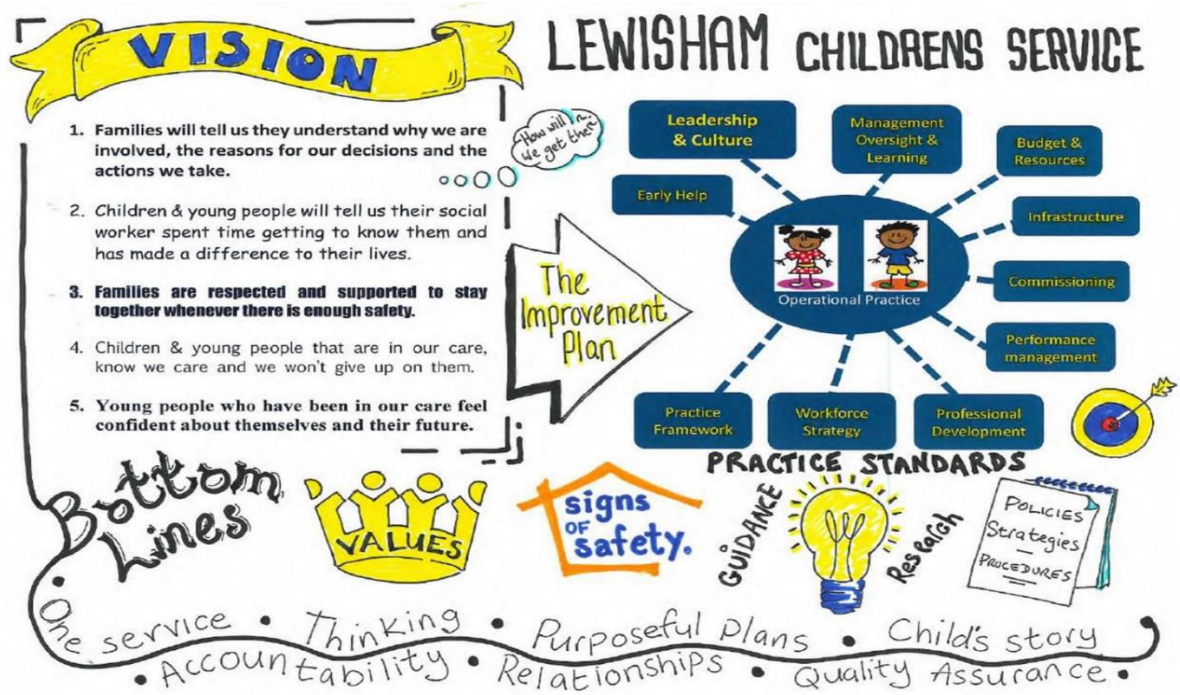 VISION
LEWISHAM CHILDRENS SERVICE
1. Families will tell us they understand why we are
involved, the reasons for our decisions and the
actions we take.
2. Children & young people will tell us their social
worker spent time getting to know them and
has made a difference to their lives.
3. Families are respected and supported to stay
together whenever there is enough safety.
4. Children & young people that are in our care,
know we care and we won't give up on them.
5. Young people who have been in our care feel
confident about themselves and their future.
How will
we get there
The
Improvement
Plan
Leadership
& Culture
Management
Oversight &
Learning
Budget &
Resources
Early Help
Infrastructure
Commissioning
Operational Practice
Performance
management
Practice
Framework
Workforce
Strategy
Professional
Development
Bottom
Lines
VALUES
signs
OF
safety.
PRACTICE STANDARDS
GUIDANCE
Research
POLICIES
Strategies
PROCEDURES
• One service • Thinking • Purposeful plans • Child's story
• Accountability • Relationships • Quality Assurance •